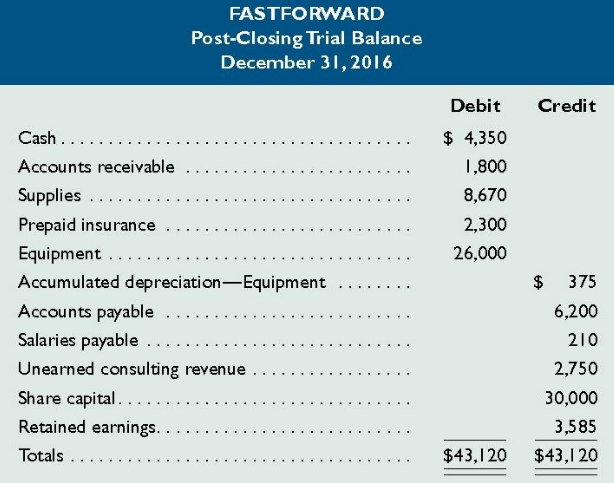 FASTFORWARD
Post-Closing Trial Balance
December 31, 2016
Debit Credit
Cash . . . . . . . . . . . . . . . . . . . . . . . . . . . . . . . . . . . . . $ 4,350
Accounts receivable . . . . . . . . . . . . . . . . . . . . . . . . 1,800
Supplies . . . . . . . . . . . . . . . . . . . . . . . . . . . . . . . . . . 8,670
Prepaid insurance . . . . . . . . . . . . . . . . . . . . . . . . . . 2,300
Equipment . . . . . . . . . . . . . . . . . . . . . . . . . . . . . . . . 26,000
Accumulated depreciation—Equipment . . . . . . . . $ 375
Accounts payable . . . . . . . . . . . . . . . . . . . . . . . . . . 6,200
Salaries payable . . . . . . . . . . . . . . . . . . . . . . . . . . . . 210
Unearned consulting revenue . . . . . . . . . . . . . . . . . 2,750
Share capital . . . . . . . . . . . . . . . . . . . . . . . . . . . . . . . 30,000
Retained earnings. . . . . . . . . . . . . . . . . . . . . . . . . . . 3,585
Totals . . . . . . . . . . . . . . . . . . . . . . . . . . . . . . . . . . . . $43,120 $43,120